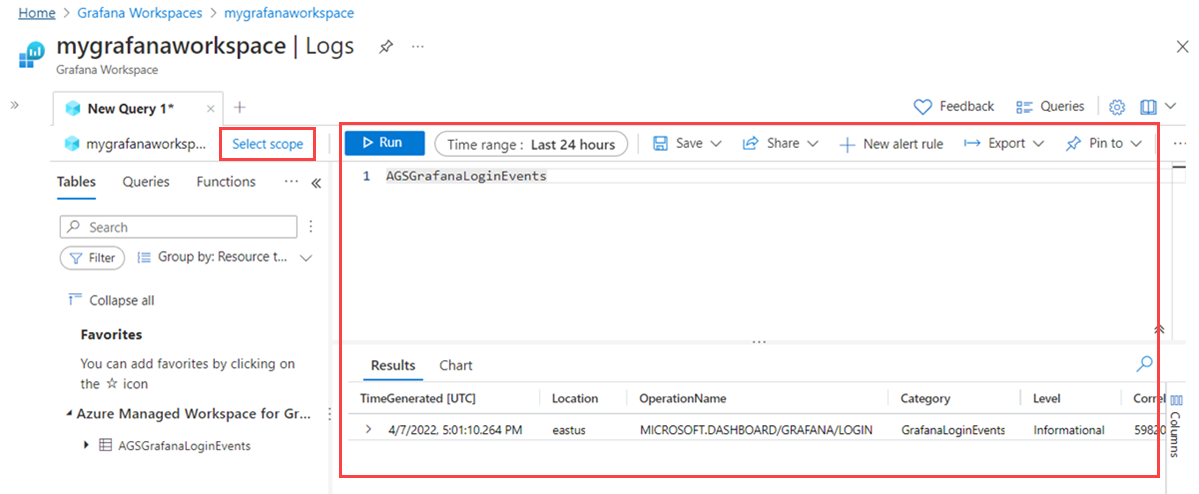 Home > Grafana Workspaces > mygrafanaworkspace
mygrafanaworkspace | Logs ...
Grafana Workspace
New Query 1*
Feedback
Queries
mygrafanaworksp...
Select scope
Run
Time range : Last 24 hours
Save
Share
New alert rule
Export
Pin to
...
Tables
Queries
Functions
...
1 AGSGrafanaLoginEvents
Search
Filter
Group by: Resource t...
Collapse all
Favorites
You can add favorites by clicking on
the ☆ icon
Azure Managed Workspace for Gr...
AGSGrafanaLoginEvents
...
Results
Chart
TimeGenerated [UTC]
Location
OperationName
Category
Level
Correl
4/7/2022, 5:01:10.264 PM
eastus
MICROSOFT.DASHBOARD/GRAFANA/LOGIN
GrafanaLoginEvents
Informational
59820
Columns